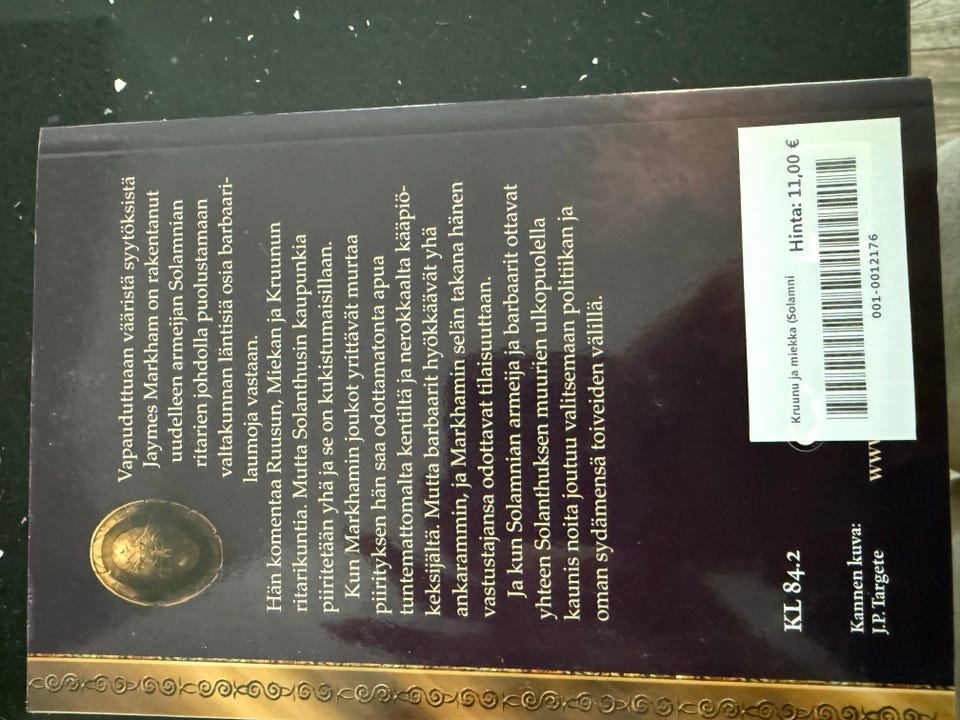 Vapauduttuaan vääristä syytöksistä
Jaymes Markham on rakentanut
uudelleen armeijan Solamnian
ritarien johdolla puolustamaan
valtakunnan läntisiä osia barbaari-
laumoja vastaan.
Hän komentaa Ruusun, Miekan ja Kruunun
ritarikuntia. Mutta Solanthusin kaupunkia
piiritetään yhä ja se on kukistumaisillaan.
Kun Markhamin joukot yrittävät murtaa
piirityksen hän saa odottamatonta apua
tuntemattomalta kentiltä ja nerokkaalta kääpiö-
keksijältä. Mutta barbaarit hyökkäävät yhä
ankarammin, ja Markhamin selän takana hänen
vastustajansa odottavat tilaisuuttaan.
Ja kun Solamnian armeija ja barbaarit ottavat
yhteen Solanthuksen muurien ulkopuolella
kaunis noita joutuu valitsemaan politiikan ja
oman sydämensä toiveiden välillä.
Kruunu ja miekka (Solamni
Hinta: 11,00 €
001-0012176
KL 84.2
Kannen kuva:
J.P. Targete
www.